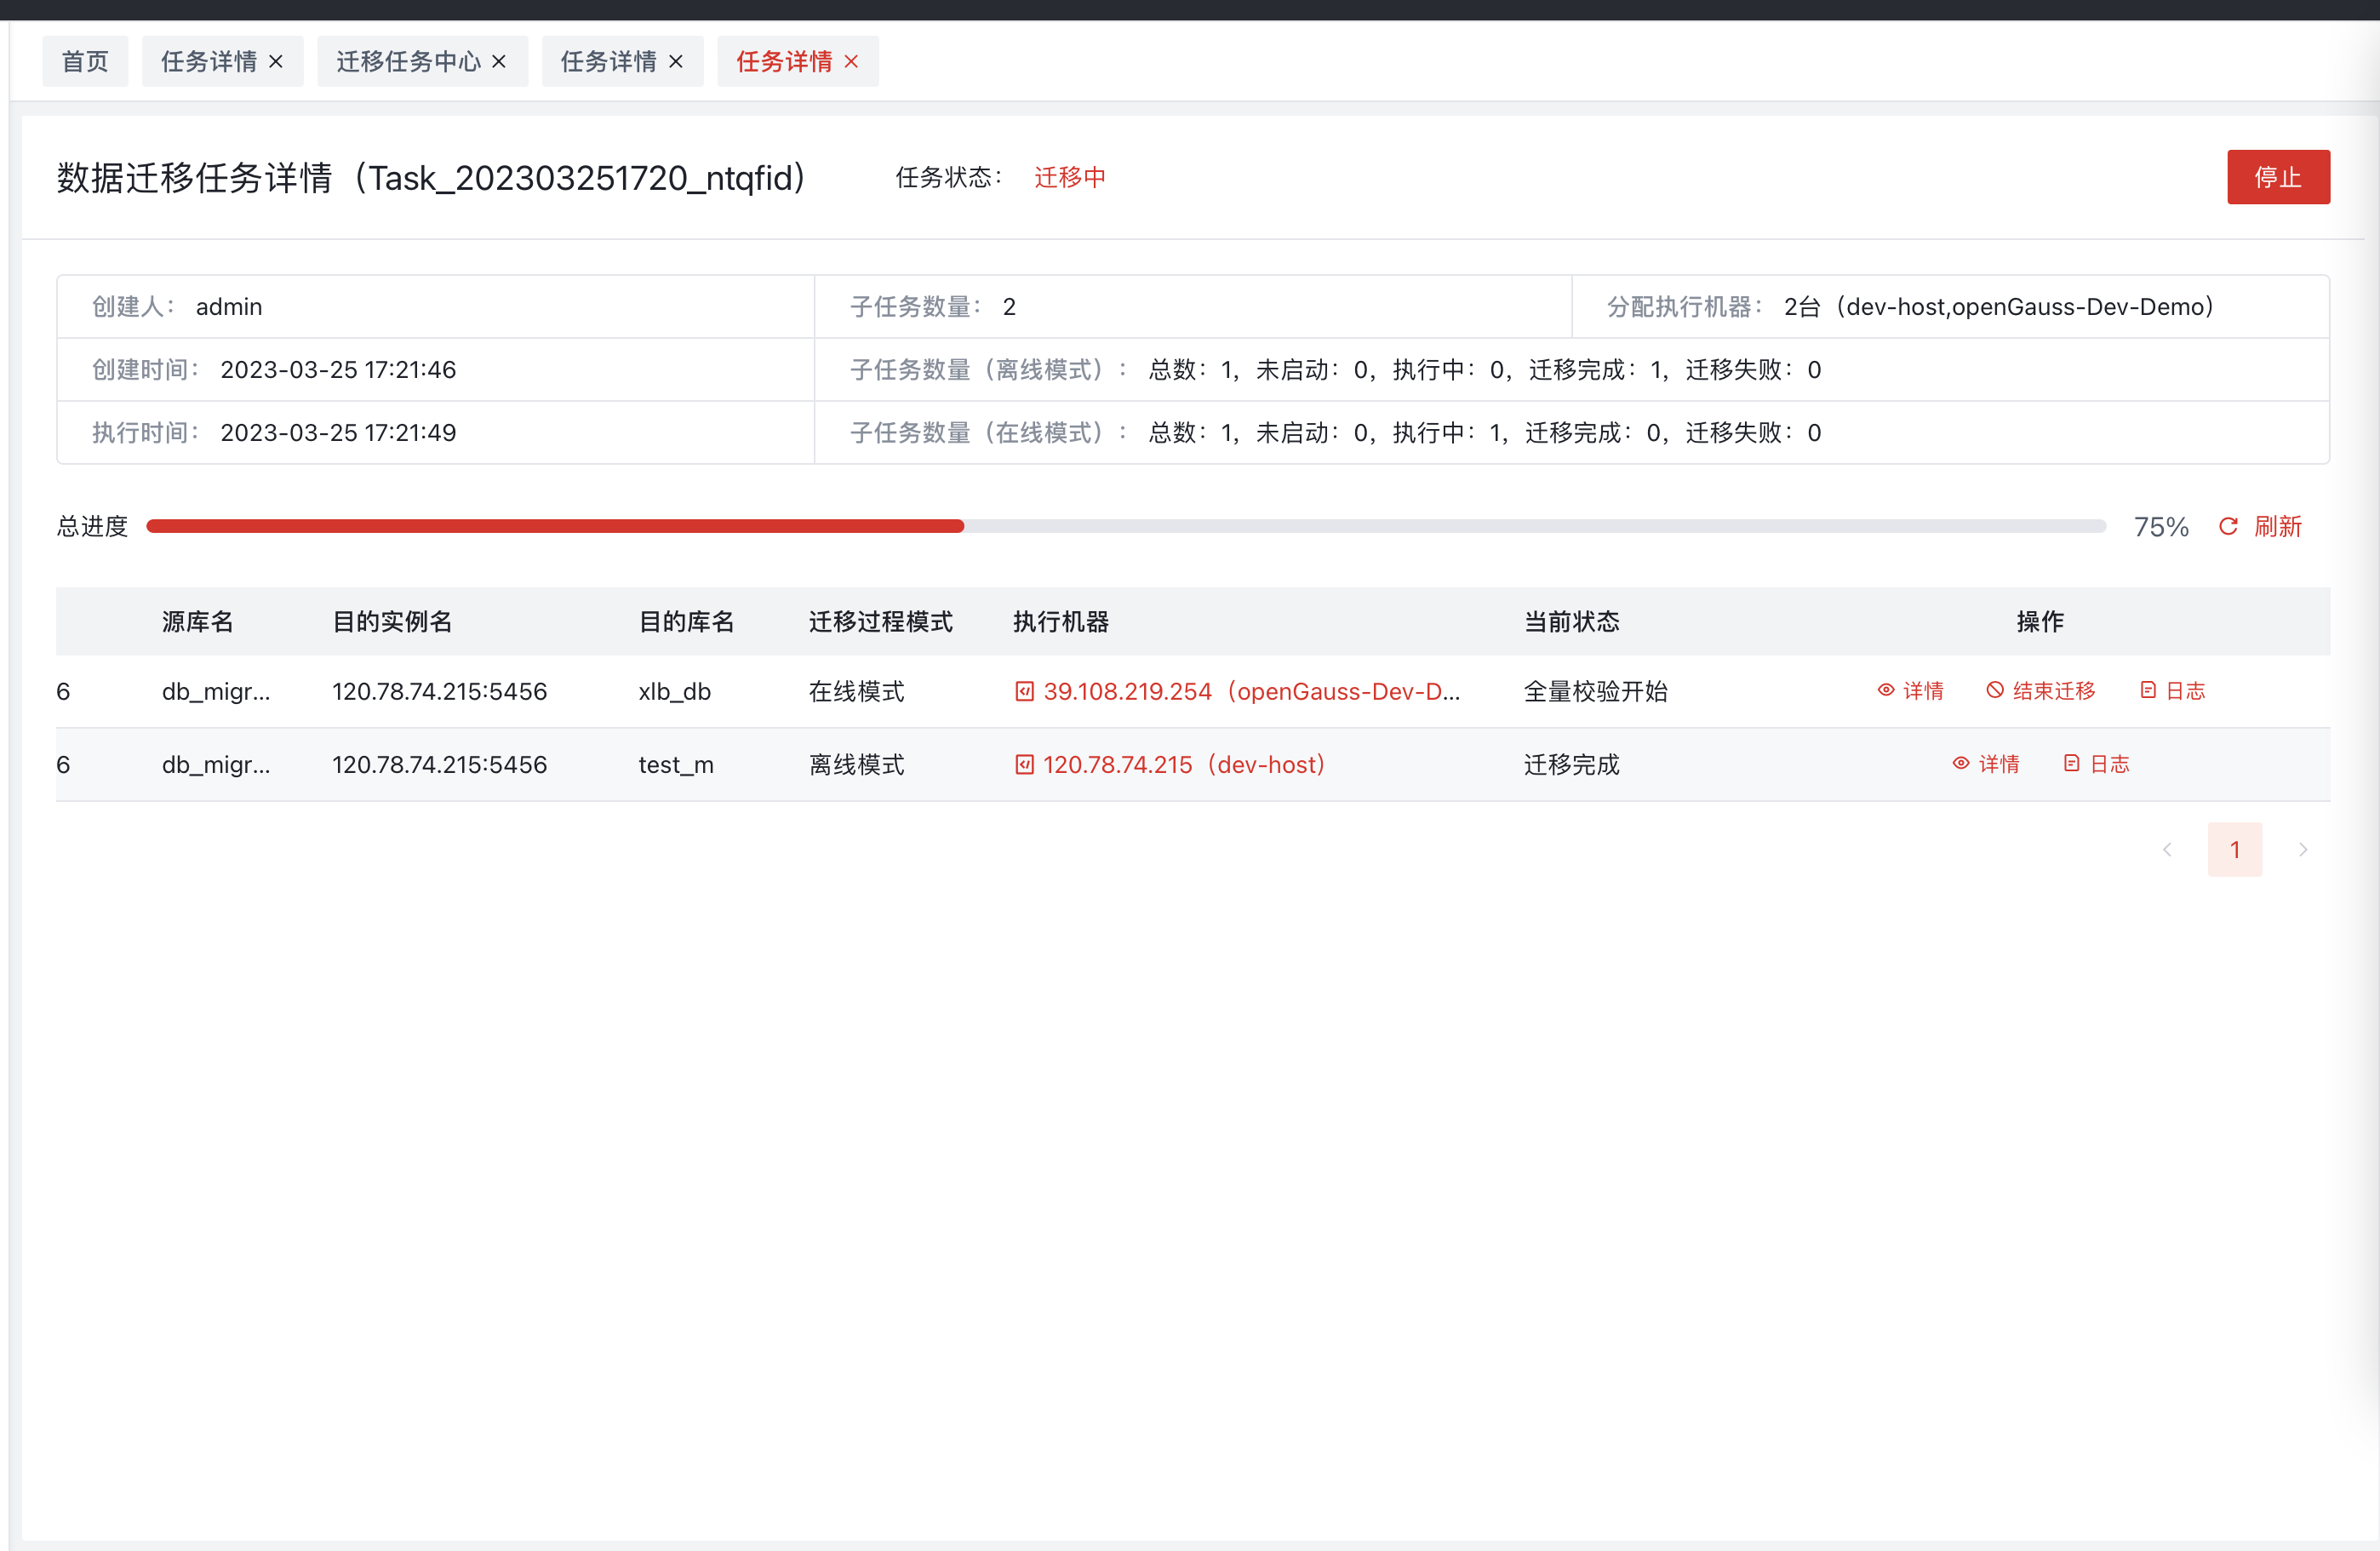 首页 任务详情 迁移任务中心 任务详情 任务详情
数据迁移任务详情（Task_202303251720_ntqfid） 任务状态： 迁移中 停止
创建人： admin 子任务数量： 2 分配执行机器： 2台（dev-host,openGauss-Dev-Demo）
创建时间： 2023-03-25 17:21:46 子任务数量（离线模式）： 总数：1，未启动：0，执行中：0，迁移完成：1，迁移失败：0
执行时间： 2023-03-25 17:21:49 子任务数量（在线模式）： 总数：1，未启动：0，执行中：1，迁移完成：0，迁移失败：0
总进度 75% 刷新
源库名 目的实例名 目的库名 迁移过程模式 执行机器 当前状态 操作
6 db_migr... 120.78.74.215:5456 xlb_db 在线模式 39.108.219.254（openGauss-Dev-D... 全量校验开始 详情 结束迁移 日志
6 db_migr... 120.78.74.215:5456 test_m 离线模式 120.78.74.215（dev-host） 迁移完成 详情 日志
1